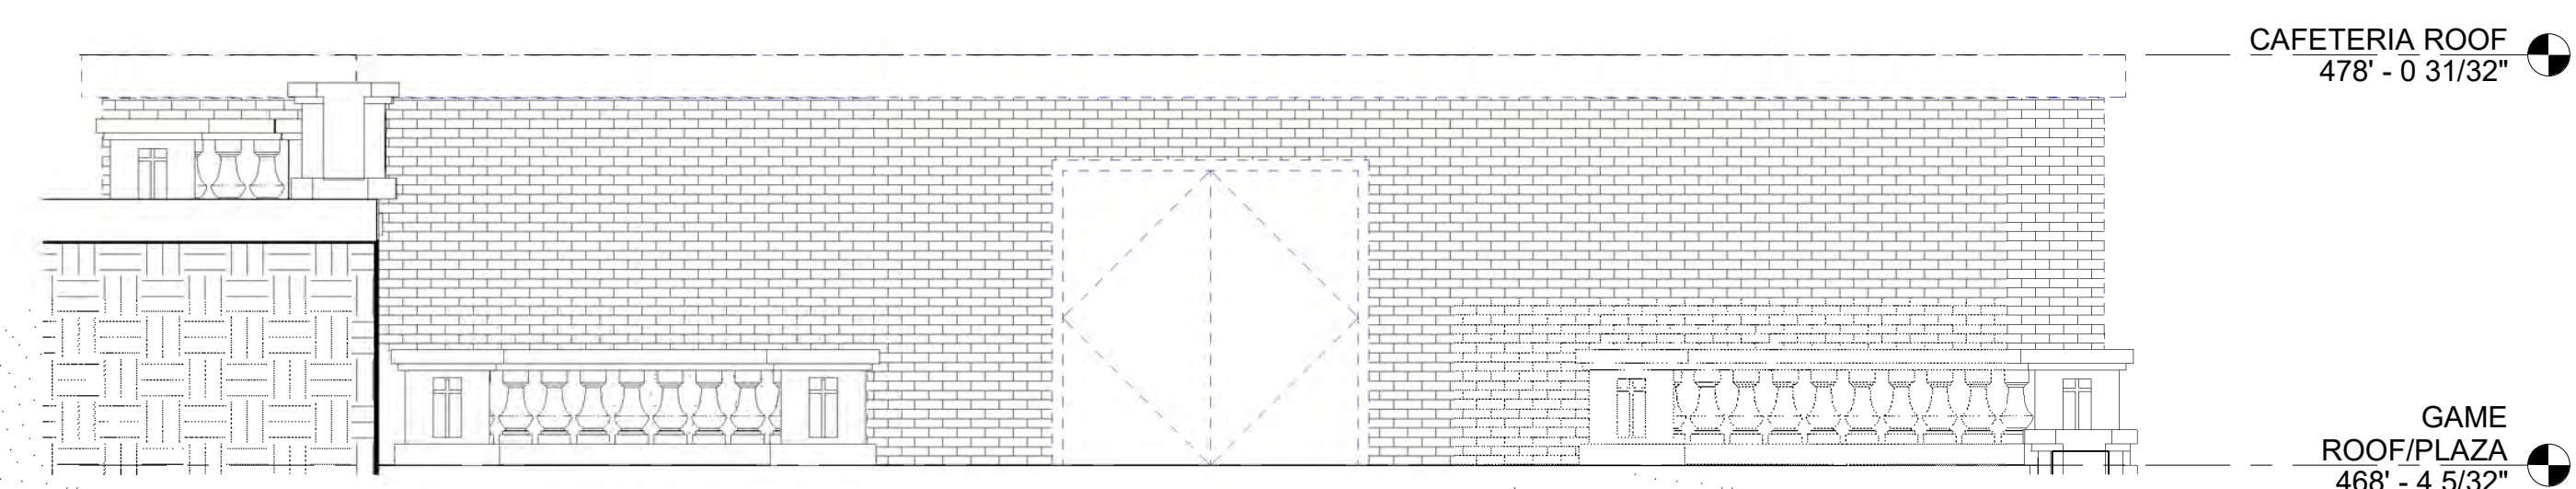 CAFETERIA ROOF
478' - 0 31/32"
GAME
ROOF/PLAZA
468' - 4 5/32"